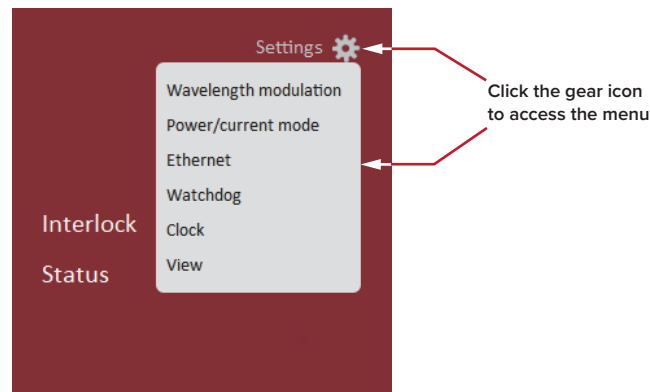 Settings
Wavelength modulation
Power/current mode
Ethernet
Watchdog
Clock
View
Interlock
Status
Click the gear icon
to access the menu